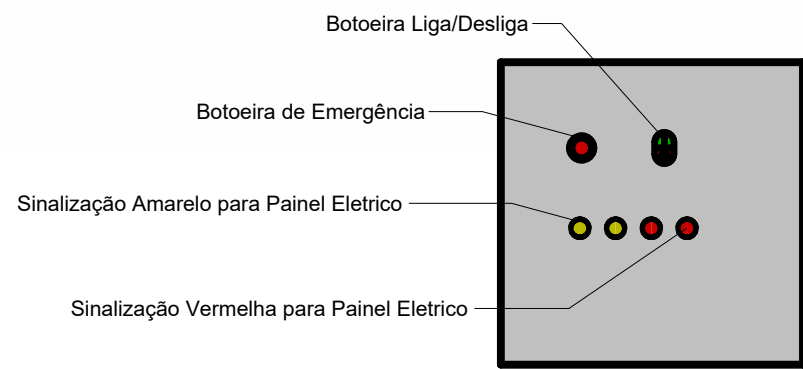 Botoeira Liga/Desliga
Botoeira de Emergência
Sinalização Amarelo para Painel Eletrico
Sinalização Vermelha para Painel Eletrico